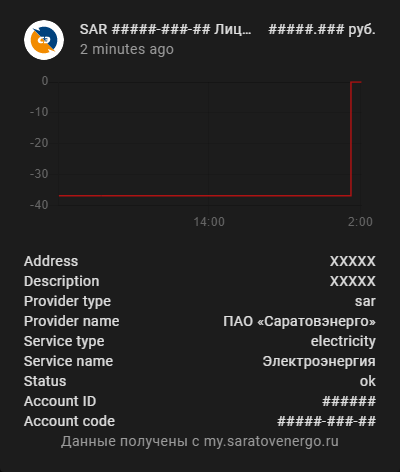 SAR #####-###-## Лиц... #####.### руб.
2 minutes ago
0
-10
-20
-30
-40
14:00 2:00
Address XXXXX
Description XXXXX
Provider type sar
Provider name ПАО «Саратовэнерго»
Service type electricity
Service name Электроэнергия
Status ok
Account ID ######
Account code #####-###-##
Данные получены с my.saratovenergo.ru